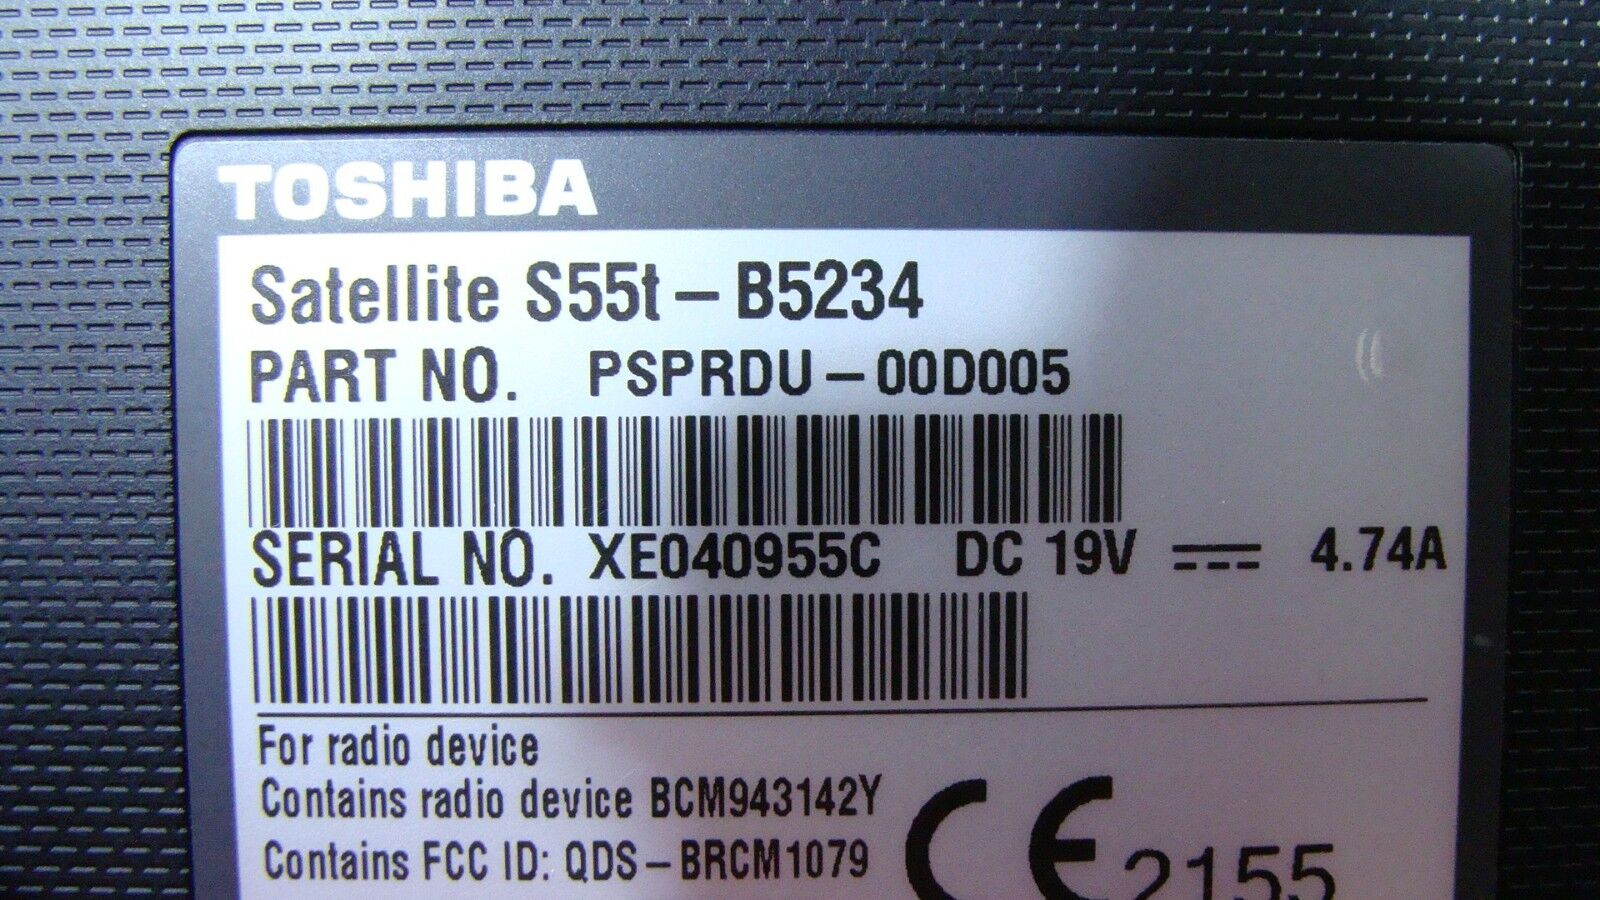 TOSHIBA
Satellite S55t-B5234
PART NO. PSPRDU-00D005
SERIAL NO. XE040955C DC 19V ⎓ 4.74A
For radio device
Contains radio device BCM943142Y
Contains FCC ID: QDS-BRCM1079
CE 2155